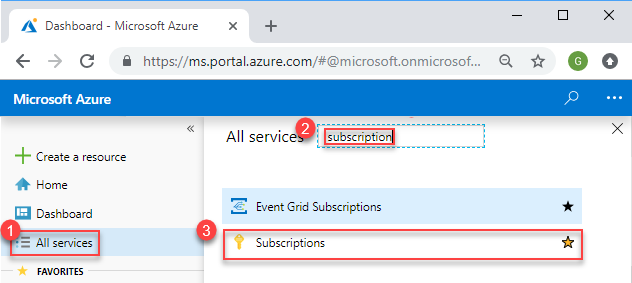 Dashboard - Microsoft Azure
https://ms.portal.azure.com/#@microsoft.onmicrosof...
G
Microsoft Azure
All services
2
subscription
Create a resource
Home
Dashboard
1
All services
FAVORITES
Event Grid Subscriptions
3
Subscriptions